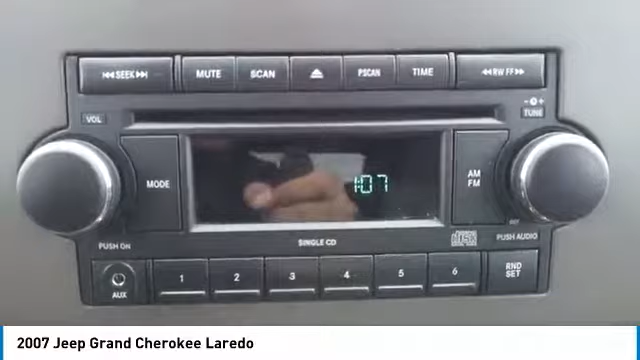 SEEK
MUTE
SCAN
PSCAN
TIME
RW FF
VOL
TUNE
MODE
1:07
AM
FM
PUSH ON
SINGLE CD
PUSH AUDIO
AUX
1
2
3
4
5
6
RND
SET
2007 Jeep Grand Cherokee Laredo